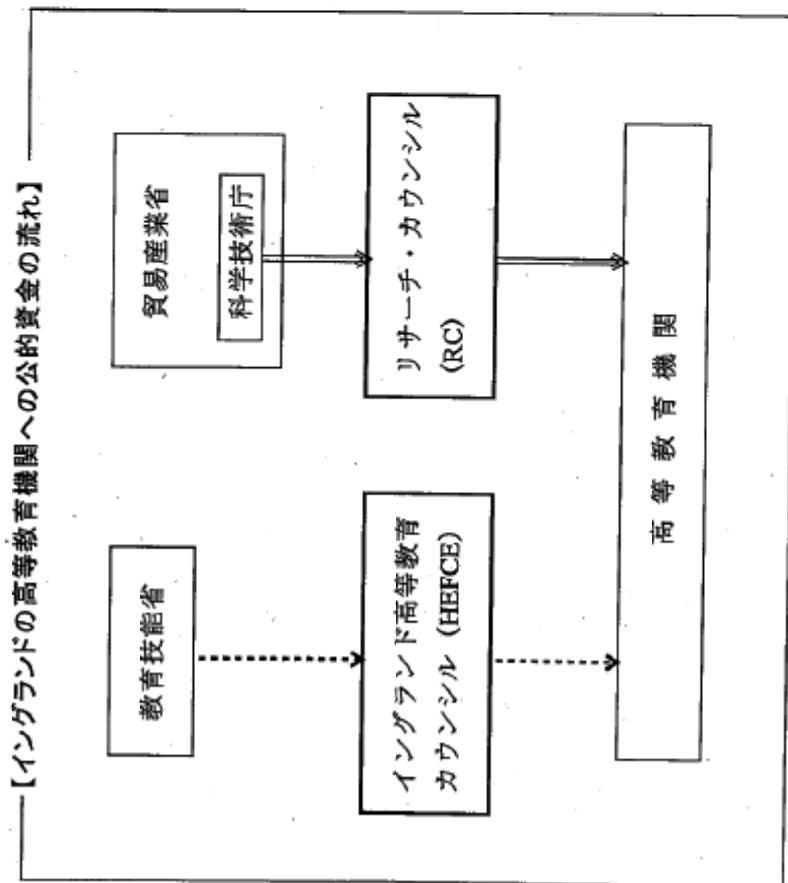 【イングランドの高等教育機関への公的資金の流れ】
教育技能省
貿易産業省
科学技術庁
イングランド高等教育
カウンシル (HEFCE)
リサーチ・カウンシル
(RC)
高等教育機関